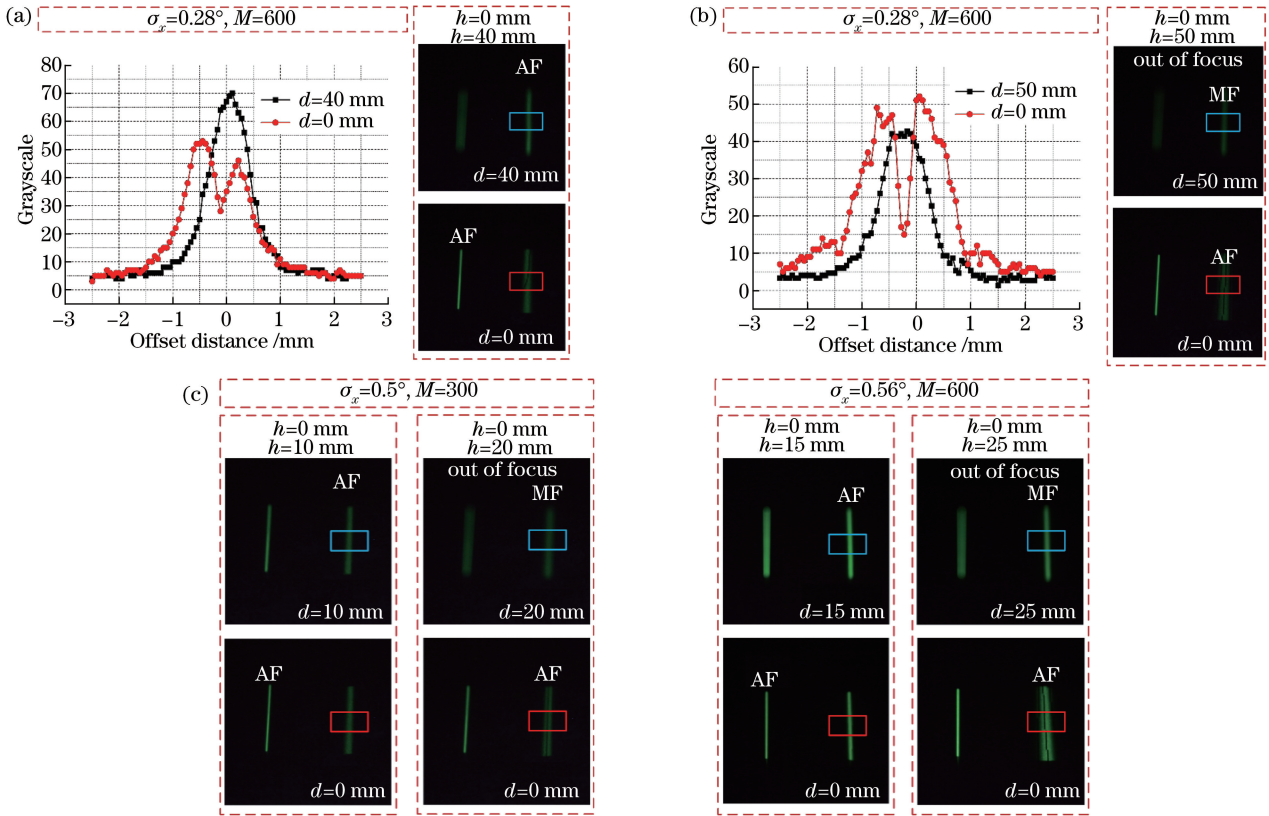 (a)
σx=0.28°, M=600
h=0 mm
h=40 mm
80
70
60
50
40
30
20
10
0
Grayscale
d=40 mm
d=0 mm
−3
−2
−1
0
1
2
3
Offset distance /mm
AF
d=40 mm
AF
d=0 mm
(b)
σx=0.28°, M=600
h=0 mm
h=50 mm
60
50
40
30
20
10
0
Grayscale
d=50 mm
d=0 mm
−3
−2
−1
0
1
2
3
Offset distance /mm
out of focus
MF
d=50 mm
AF
d=0 mm
(c)
σx=0.5°, M=300
h=0 mm
h=10 mm
AF
d=10 mm
AF
d=0 mm
h=0 mm
h=20 mm
out of focus
MF
d=20 mm
AF
d=0 mm
σx=0.56°, M=600
h=0 mm
h=15 mm
AF
d=15 mm
AF
d=0 mm
h=0 mm
h=25 mm
out of focus
MF
d=25 mm
AF
d=0 mm